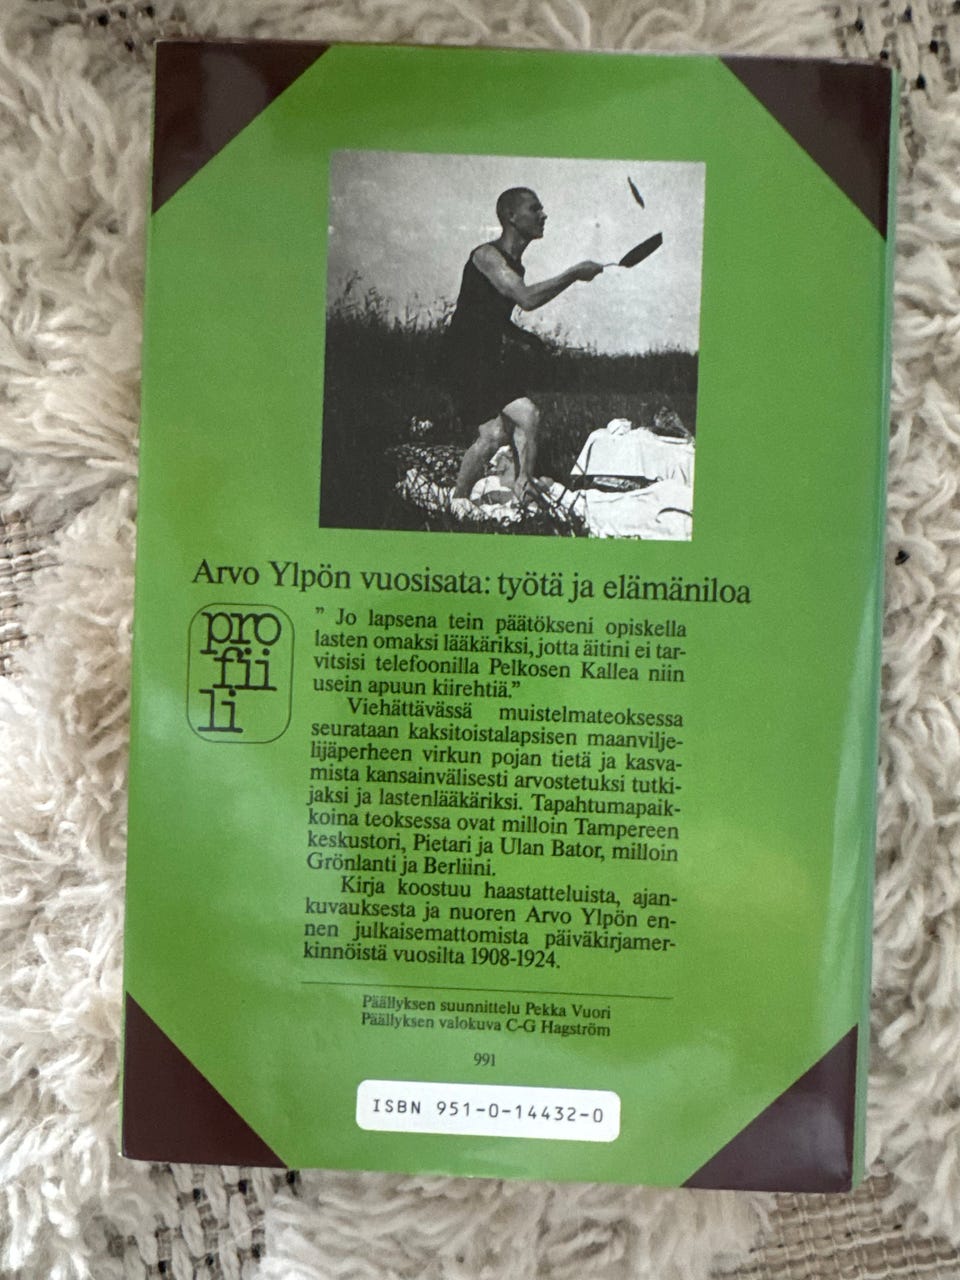 Arvo Ylpön vuosisata: työtä ja elämäniloa
pro
fii
li
” Jo lapsena tein päätökseni opiskella
lasten omaksi lääkäriksi, jotta äitini ei tar-
vitsisi telefoonilla Pelkosen Kallea niin
usein apuun kiirehtiä.”
Viehättävässä muistelmateoksessa
seurataan kaksitoistalapsisen maanvilje-
lijäperheen virkun pojan tietä ja kasva-
mista kansainvälisesti arvostetuksi tutki-
jaksi ja lastenlääkäriksi. Tapahtumapaik-
koina teoksessa ovat milloin Tampereen
keskustori, Pietari ja Ulan Bator, milloin
Grönlanti ja Berliini.
Kirja koostuu haastatteluista, ajan-
kuvauksesta ja nuoren Arvo Ylpön en-
nen julkaisemattomista päiväkirjamer-
kinnöistä vuosilta 1908-1924.
Päällyksen suunnittelu Pekka Vuori
Päällyksen valokuva C-G Hagström
991
ISBN 951-0-14432-0